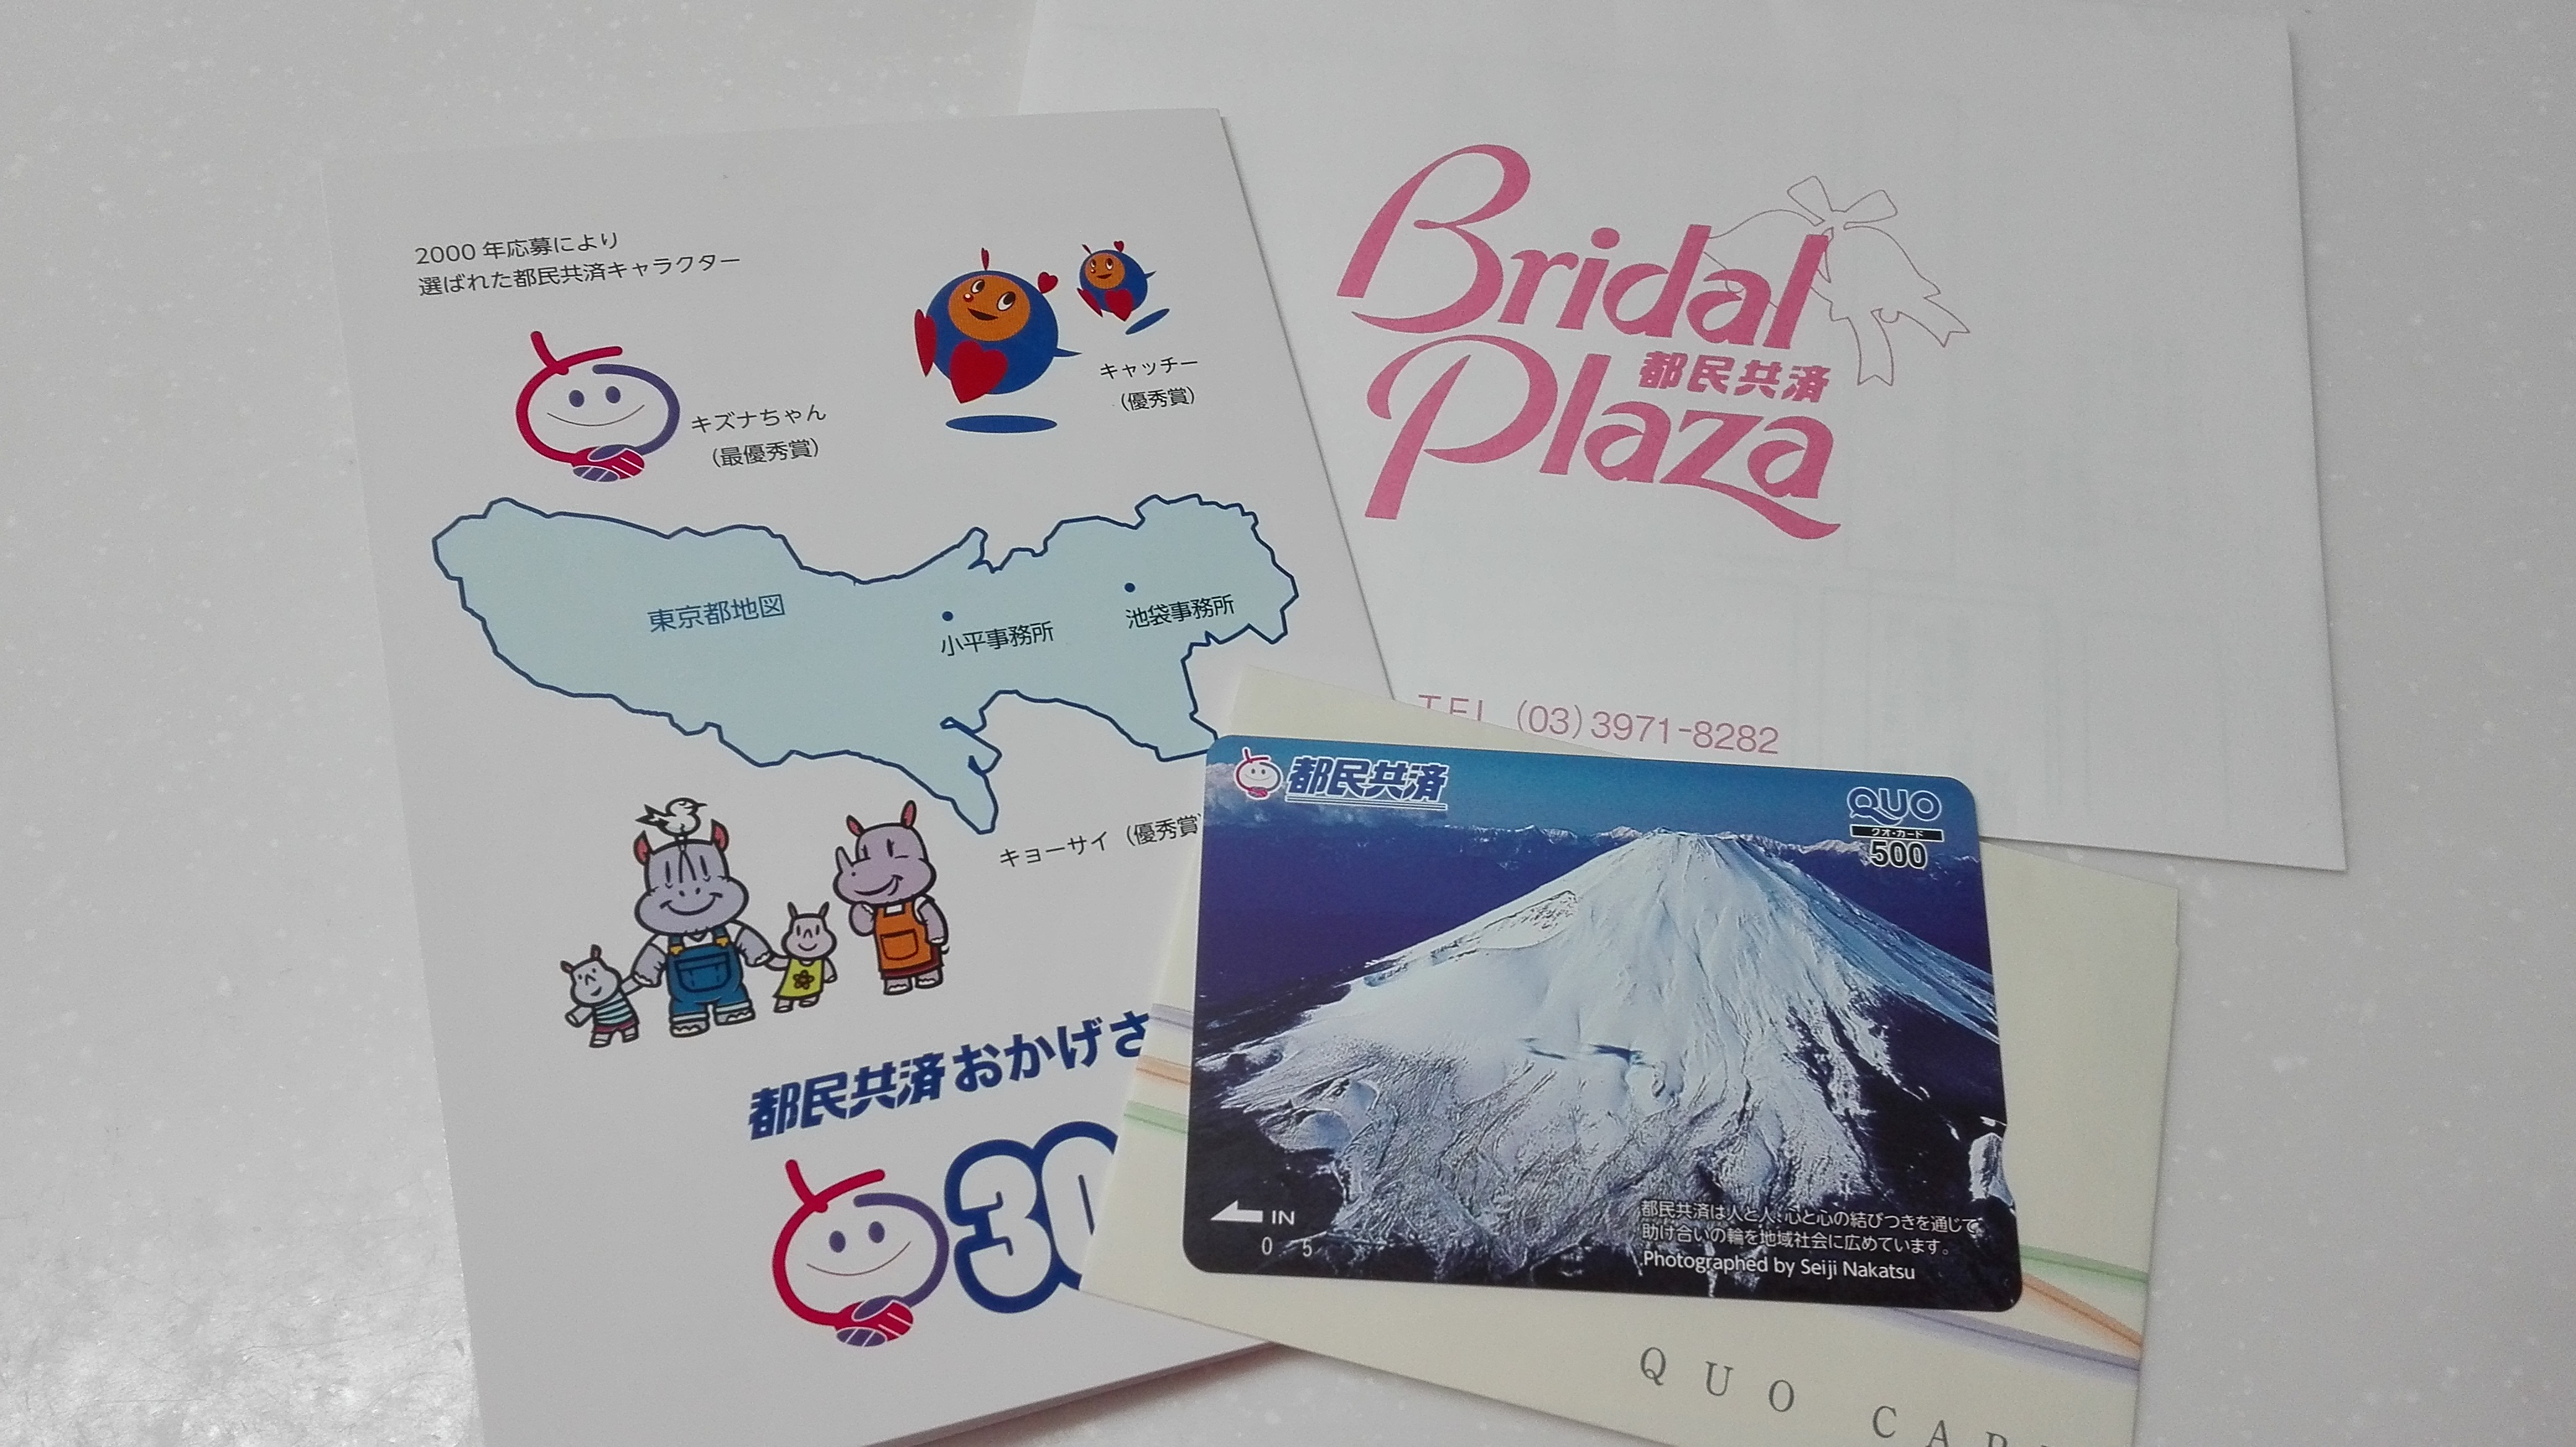 2000 年応募により
選ばれた都民共済キャラクター
キズナちゃん
(最優秀賞)
キャッチー
(優秀賞)
東京都地図
小平事務所
池袋事務所
キョーサイ (優秀賞
都民共済おかげさ
30
Bridal
都民共済
Plaza
TEL (03)3971-8282
都民共済
QUO
クオ・カード
500
IN
0 5
都民共済は人と人、心と心の結びつきを通じて
助け合いの輪を地域社会に広めています。
Photographed by Seiji Nakatsu
QUO CAR